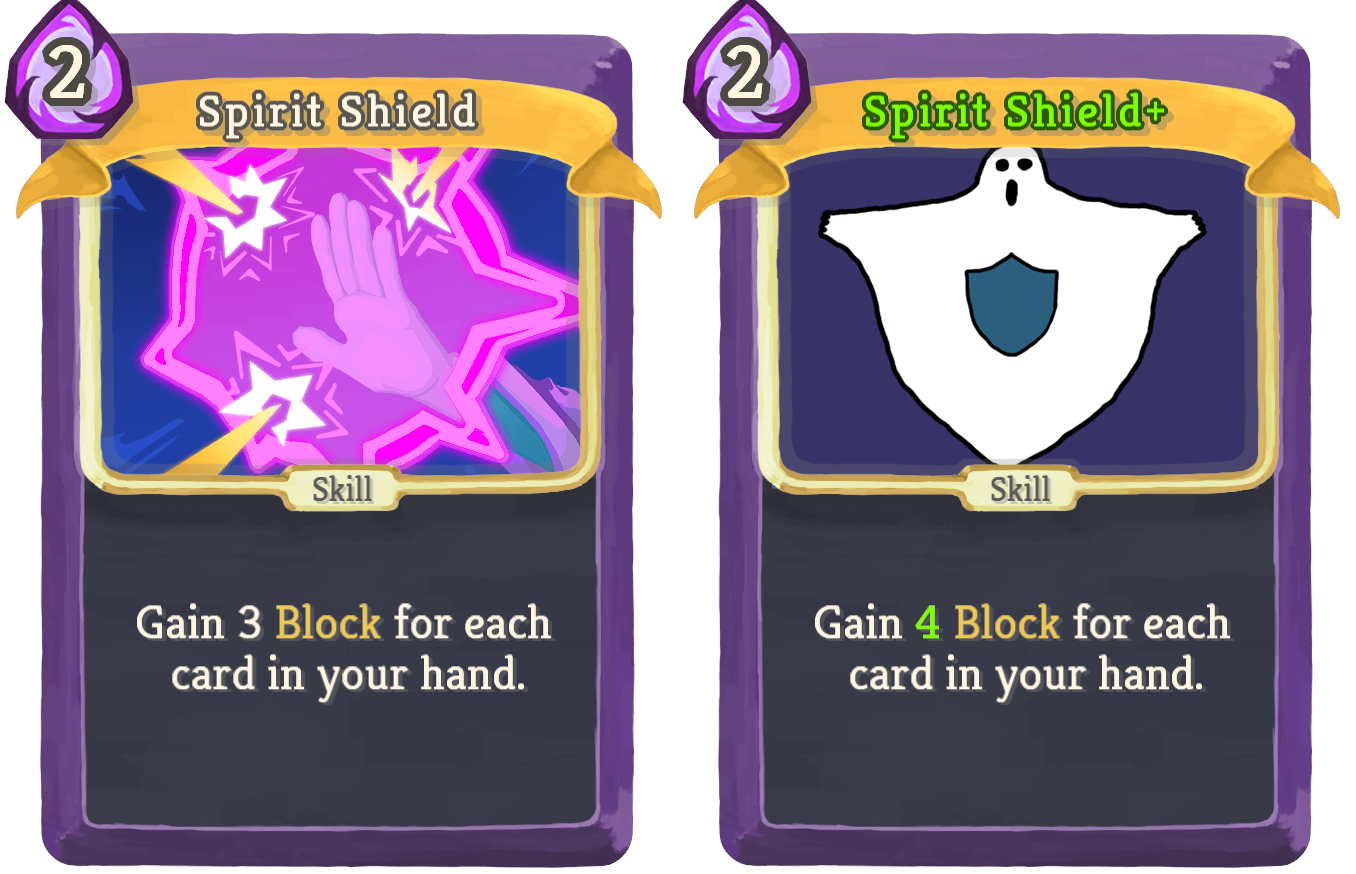 2
Spirit Shield
Skill
Gain 3 Block for each
card in your hand.
2
Spirit Shield+
Skill
Gain 4 Block for each
card in your hand.